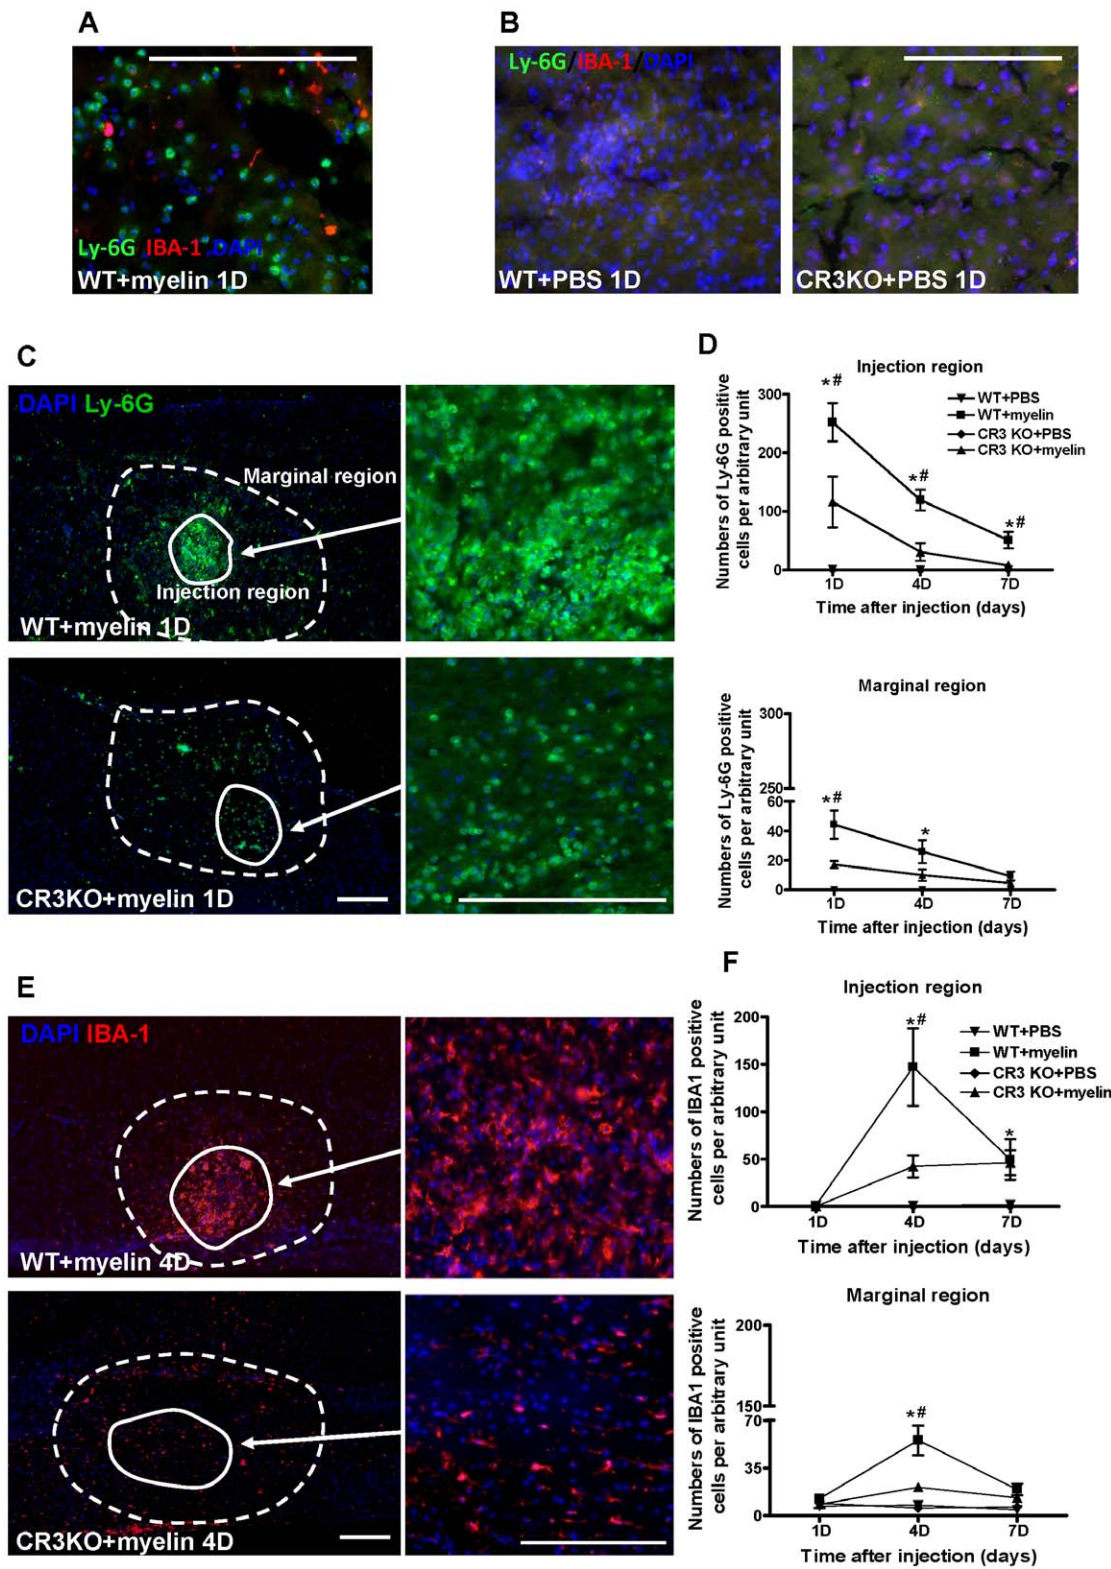 A
B
Ly-6G IBA-1 DAPI
WT+myelin 1D
Ly-6G/IBA-1/DAPI
WT+PBS 1D
CR3KO+PBS 1D
C
DAPI Ly-6G
Marginal region
Injection region
WT+myelin 1D
CR3KO+myelin 1D
D
Injection region
Numbers of Ly-6G positive
cells per arbitrary unit
300
200
100
0
*#
*#
*#
WT+PBS
WT+myelin
CR3 KO+PBS
CR3 KO+myelin
1D 4D 7D
Time after injection (days)
Marginal region
Numbers of Ly-6G positive
cells per arbitrary unit
300
250
60
40
20
0
*#
*
1D 4D 7D
Time after injection (days)
E
DAPI IBA-1
WT+myelin 4D
CR3KO+myelin 4D
F
Injection region
Numbers of IBA1 positive
cells per arbitrary unit
200
150
100
50
0
*#
*
WT+PBS
WT+myelin
CR3 KO+PBS
CR3 KO+myelin
1D 4D 7D
Time after injection (days)
Marginal region
Numbers of IBA1 positive
cells per arbitrary unit
200
150
70
35
0
*#
1D 4D 7D
Time after injection (days)